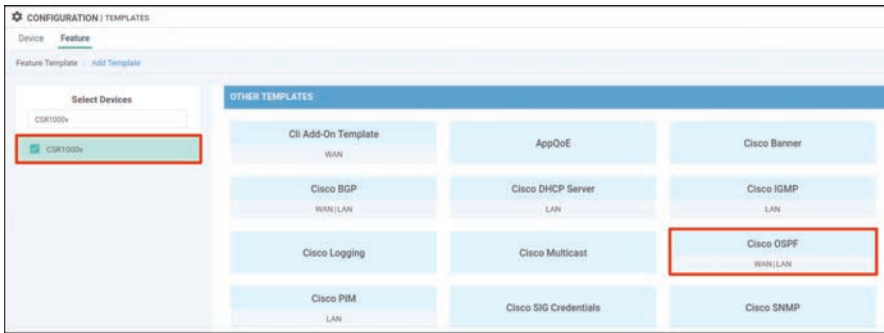 CONFIGURATION | TEMPLATES
Device Feature
Feature Template Add Template
Select Devices
CSR1000v
CSR1000v
OTHER TEMPLATES
Cli Add-On Template
WAN
AppQoE
Cisco Banner
Cisco BGP
WAN|LAN
Cisco DHCP Server
LAN
Cisco IGMP
LAN
Cisco Logging
Cisco Multicast
Cisco OSPF
WAN|LAN
Cisco PIM
LAN
Cisco SIG Credentials
Cisco SNMP